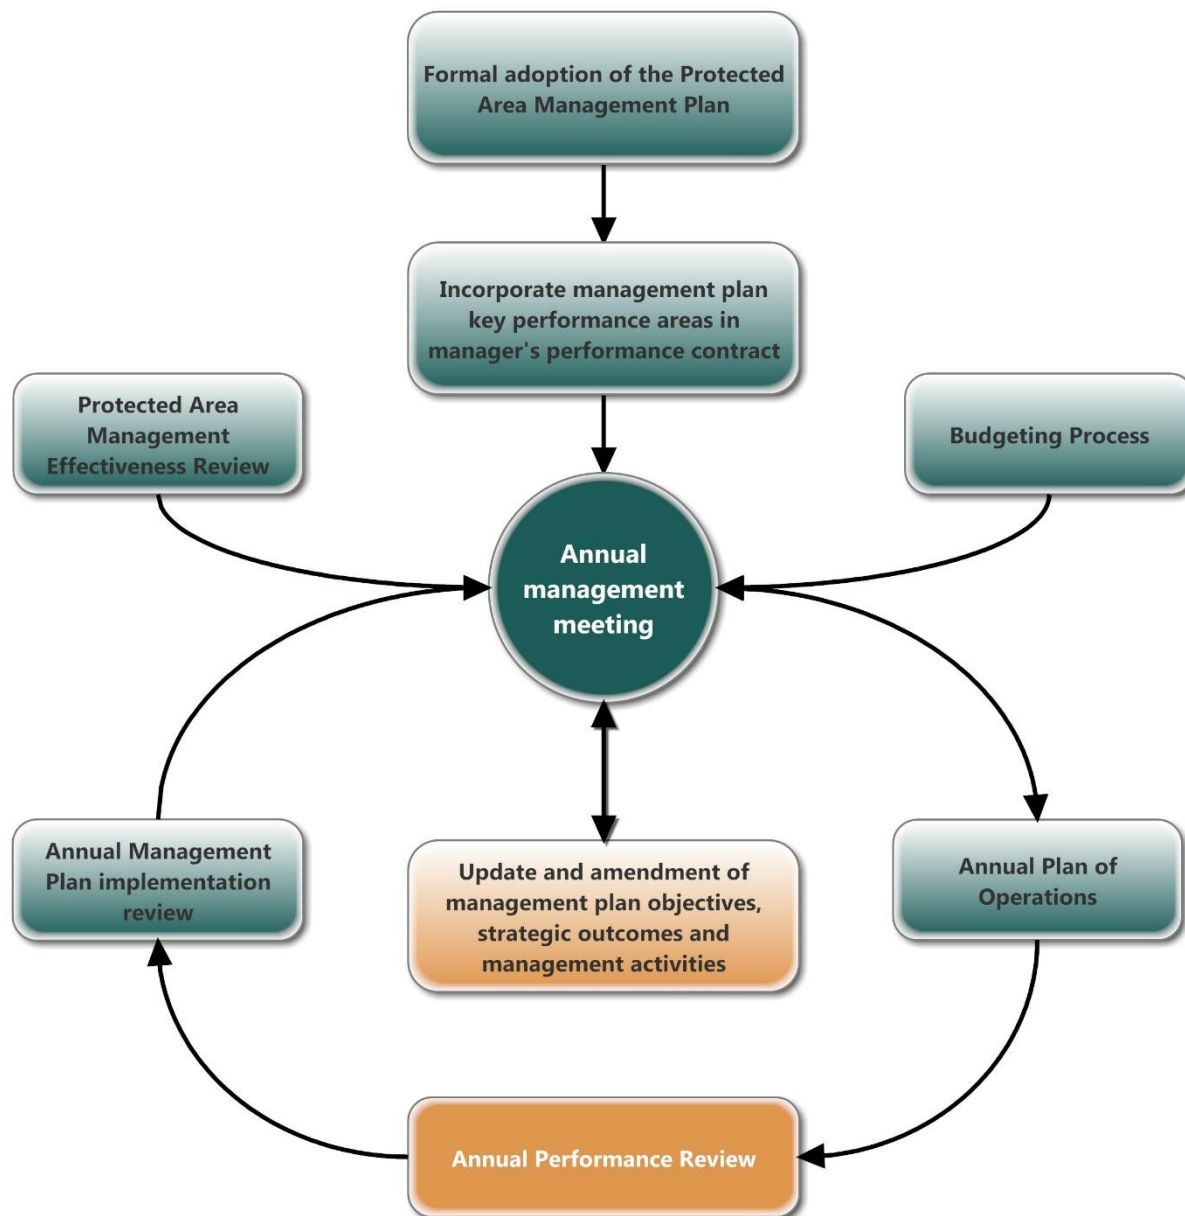 Formal adoption of the Protected
Area Management Plan
Incorporate management plan
key performance areas in
manager's performance contract
Protected Area
Management
Effectiveness Review
Budgeting Process
Annual
management
meeting
Annual Management
Plan implementation
review
Update and amendment of
management plan objectives,
strategic outcomes and
management activities
Annual Plan of
Operations
Annual Performance Review